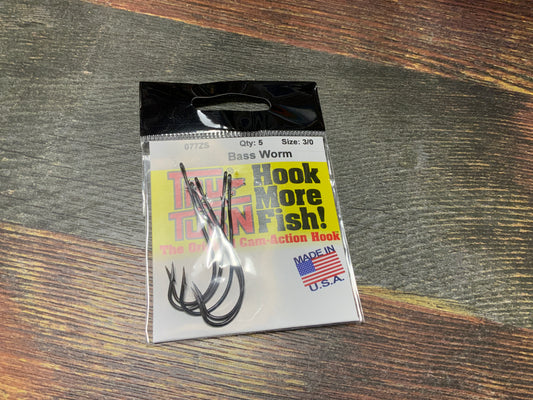 077ZS Qty: 5 Size: 3/0
Bass Worm
TRU TURN
Hook
More
Fish!
The Cam-Action Hook
MADE IN
U.S.A.